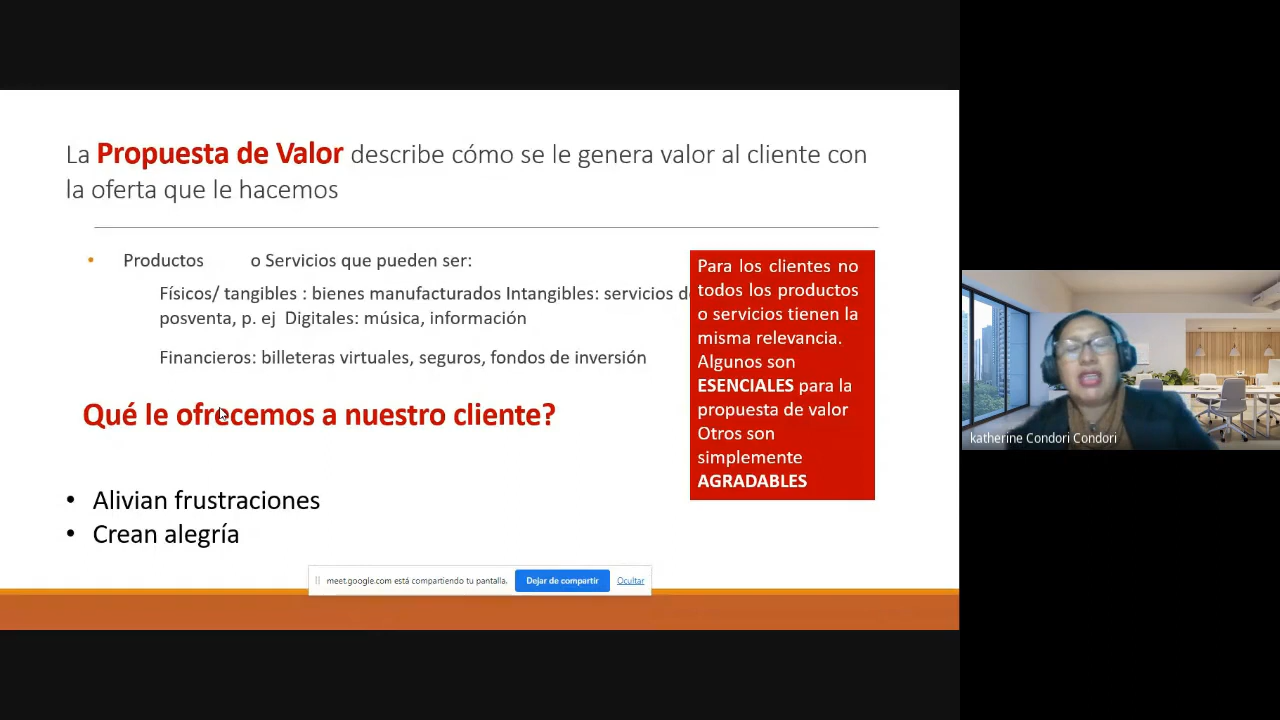 La Propuesta de Valor describe cómo se le genera valor al cliente con
la oferta que le hacemos
• Productos o Servicios que pueden ser:
Físicos/ tangibles : bienes manufacturados Intangibles: servicios
posventa, p. ej Digitales: música, información
Financieros: billeteras virtuales, seguros, fondos de inversión
Qué le ofrecemos a nuestro cliente?
• Alivian frustraciones
• Crean alegría
Para los clientes no
todos los productos
o servicios tienen la
misma relevancia.
Algunos son
ESENCIALES para la
propuesta de valor
Otros son
simplemente
AGRADABLES
meet.google.com está compartiendo tu pantalla.
Dejar de compartir
Ocultar
katherine Condori Condori